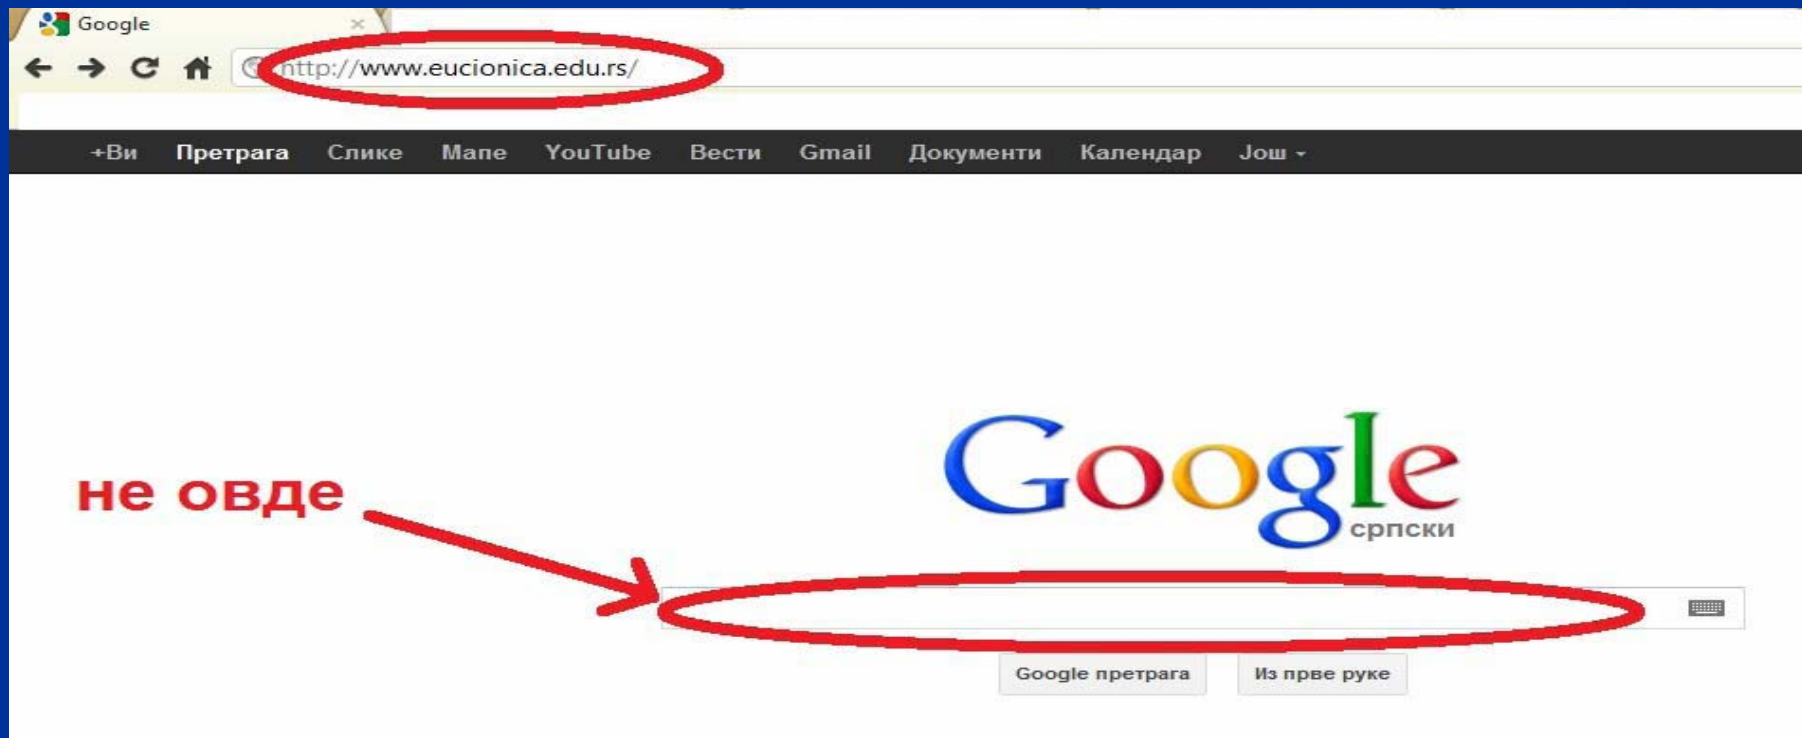 Google
http://www.eucionica.edu.rs/
+Ви Претрага Слике Мапе YouTube Вести Gmail Документи Календар Још
Google
српски
не овде
Google претрага Из прве руке